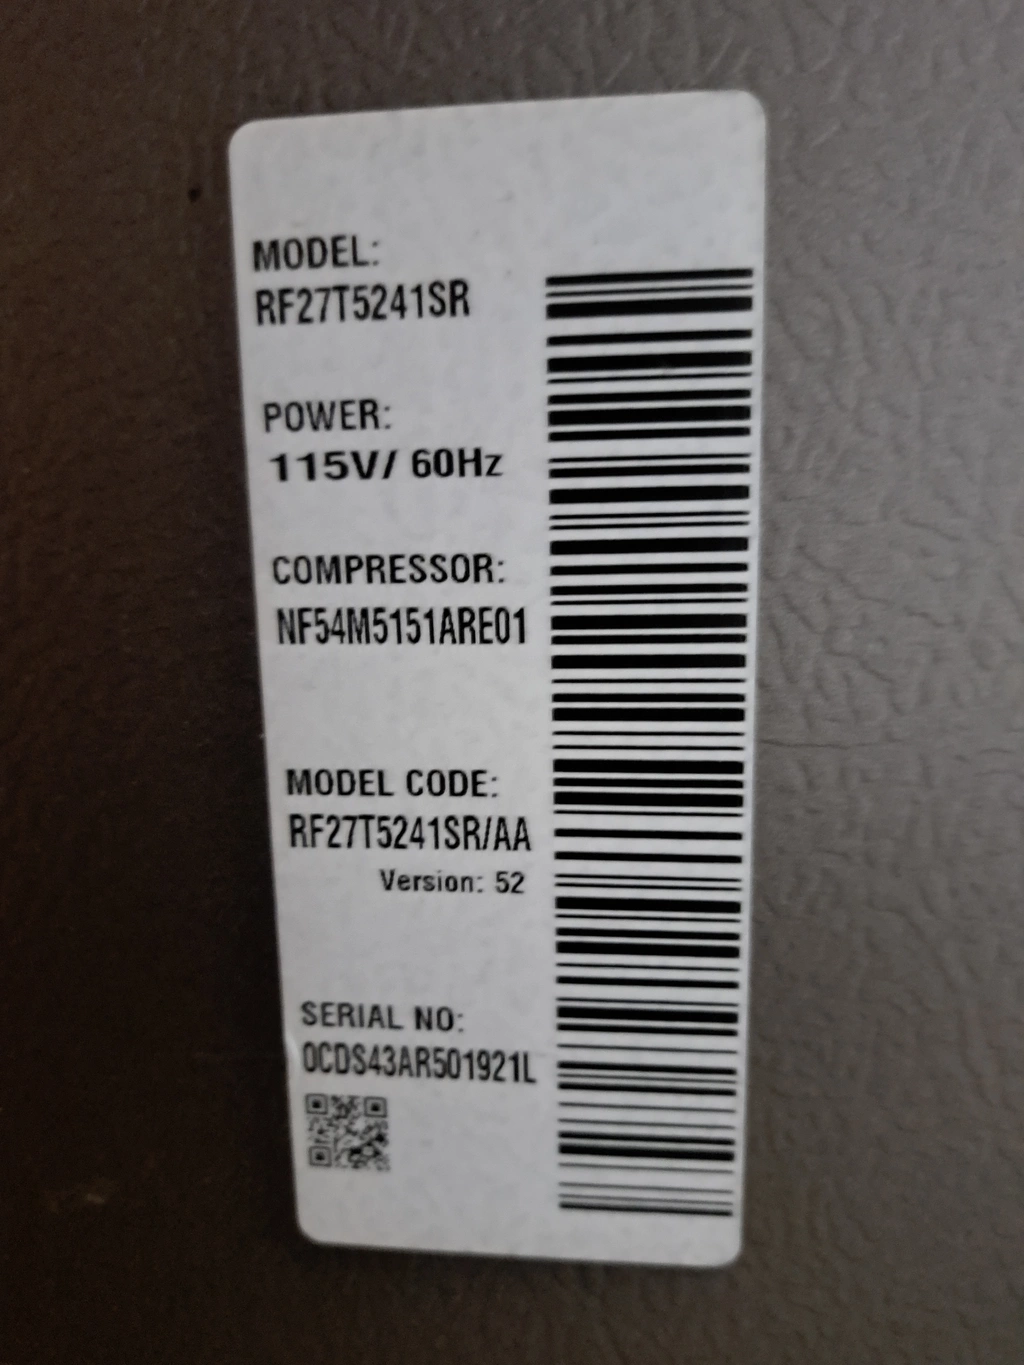 MODEL:
RF27T5241SR
POWER:
115V/ 60Hz
COMPRESSOR:
NF54M5151ARE01
MODEL CODE:
RF27T5241SR/AA
Version: 52
SERIAL NO:
0CDS43AR501921L